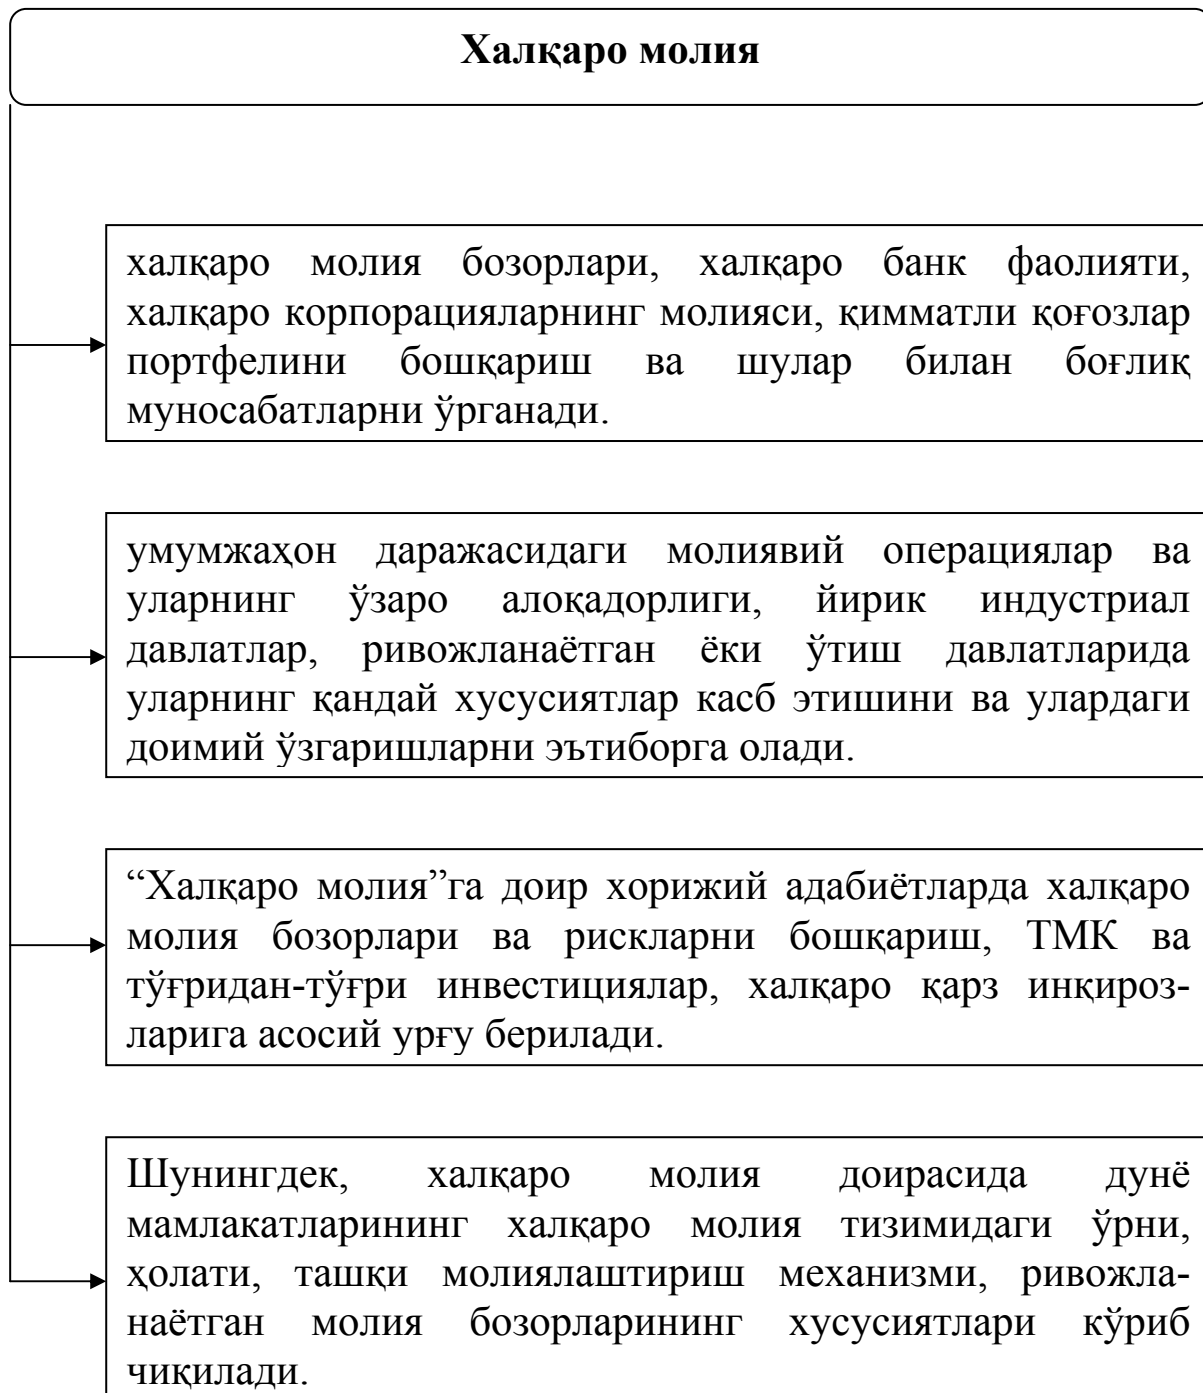 Халқаро молия
халқаро молия бозорлари, халқаро банк фаолияти,
халқаро корпорацияларнинг молияси, қимматли қоғозлар
портфелини бошқариш ва шулар билан боғлиқ
муносабатларни ўрганади.
умумжаҳон даражасидаги молиявий операциялар ва
уларнинг ўзаро алоқадорлиги, йирик индустриал
давлатлар, ривожланаётган ёки ўтиш давлатларида
уларнинг қандай хусусиятлар касб этишини ва улардаги
доимий ўзгаришларни эътиборга олади.
“Халқаро молия”га доир хорижий адабиётларда халқаро
молия бозорлари ва рискларни бошқариш, ТМК ва
тўғридан-тўғри инвестициялар, халқаро қарз инқироз-
ларига асосий урғу берилади.
Шунингдек, халқаро молия доирасида дунё
мамлакатларининг халқаро молия тизимидаги ўрни,
ҳолати, ташқи молиялаштириш механизми, ривожла-
наётган молия бозорларининг хусусиятлари кўриб
чиқилади.